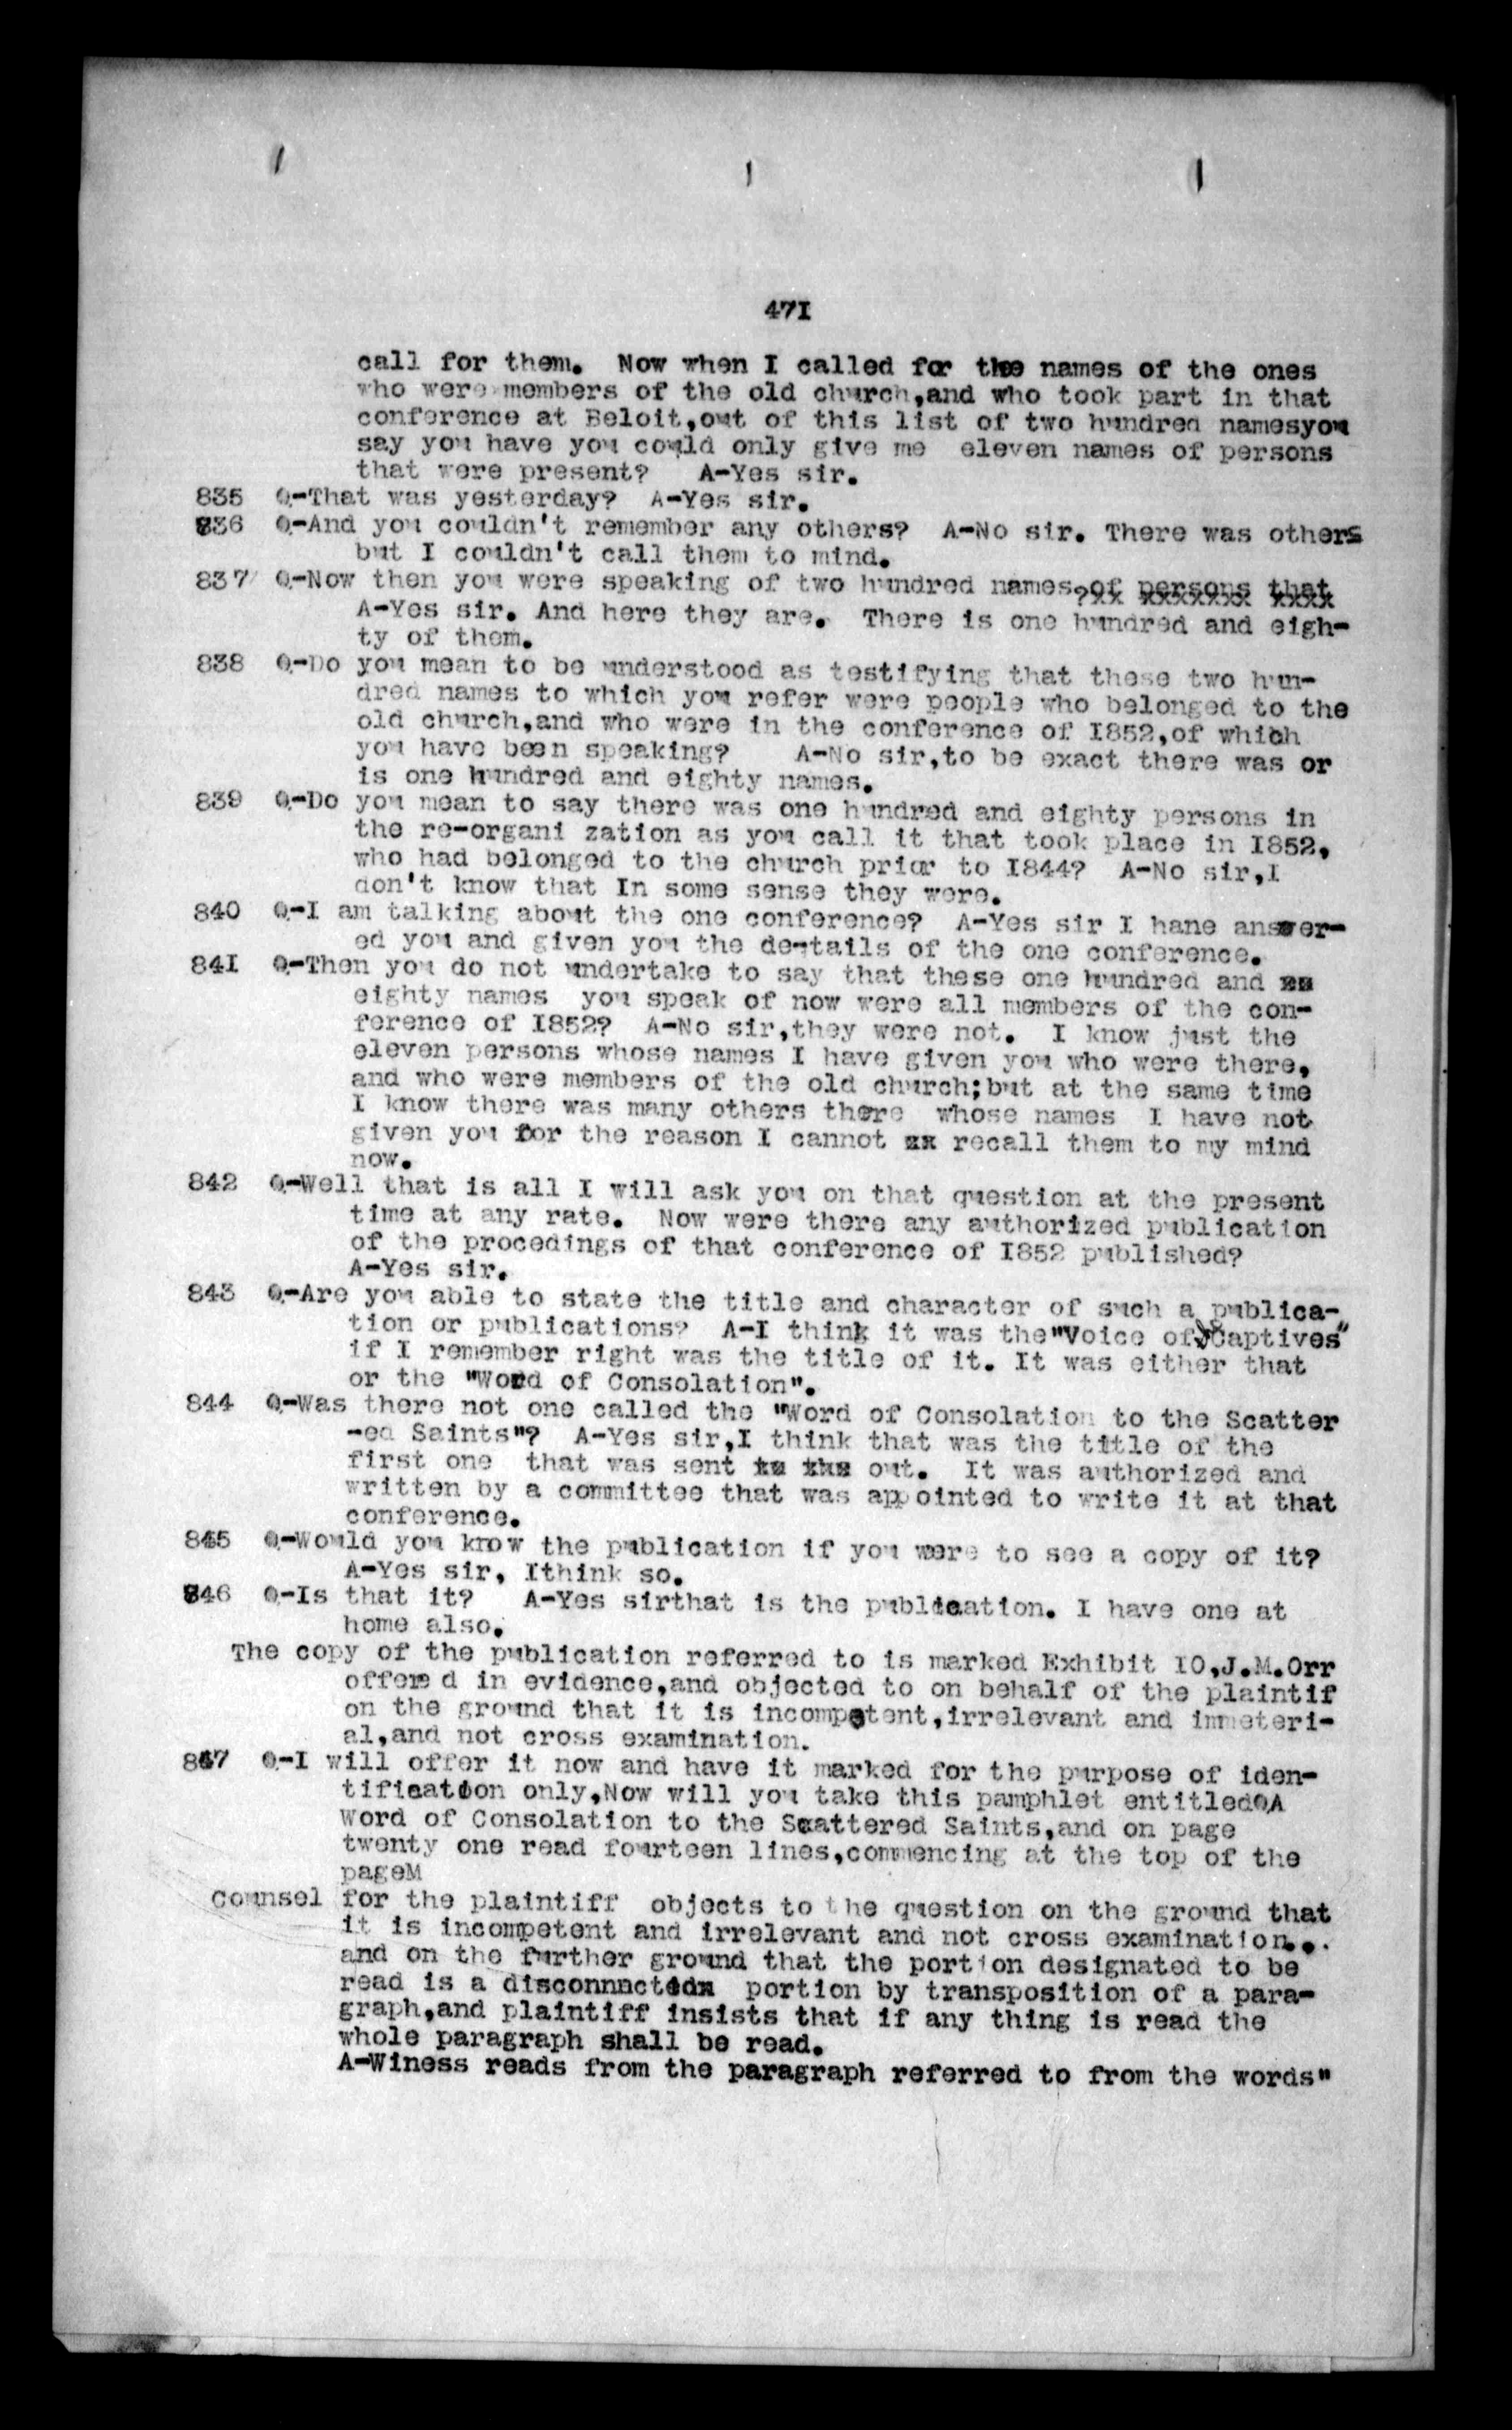 471
call for them. Now when I called for the names of the ones
who were members of the old church,and who took part in that
conference at Beloit,out of this list of two hundred namesyou
say you have you could only give me eleven names of persons
that were present? A-Yes sir.
835 Q-That was yesterday? A-Yes sir.
836 Q-And you couldn't remember any others? A-No sir. There was others
but I couldn't call them to mind.
837 Q-Now then you were speaking of two hundred names?of persons that
A-Yes sir. And here they are. There is one hundred and eigh-
ty of them.
838 Q-Do you mean to be understood as testifying that these two hun-
dred names to which you refer were people who belonged to the
old church,and who were in the conference of I852,of which
you have been speaking? A-No sir,to be exact there was or
is one hundred and eighty names.
839 Q-Do you mean to say there was one hundred and eighty persons in
the re-organi zation as you call it that took place in I852,
who had belonged to the church prior to I844? A-No sir,I
don't know that In some sense they were.
840 Q-I am talking about the one conference? A-Yes sir I hane answer-
ed you and given you the de-tails of the one conference.
84I Q-Then you do not undertake to say that these one hundred and xx
eighty names you speak of now were all members of the con-
ference of I852? A-No sir,they were not. I know just the
eleven persons whose names I have given you who were there,
and who were members of the old church;but at the same time
I know there was many others there whose names I have not
given you for the reason I cannot xx recall them to my mind
now.
842 Q-Well that is all I will ask you on that question at the present
time at any rate. Now were there any authorized publication
of the procedings of that conference of I852 published?
A-Yes sir.
843 Q-Are you able to state the title and character of such a publica-
tion or publications? A-I think it was the"Voice of Captives"
if I remember right was the title of it. It was either that
or the "Word of Consolation".
844 Q-Was there not one called the "Word of Consolation to the Scatter
-ed Saints"? A-Yes sir,I think that was the title of the
first one that was sent to the out. It was authorized and
written by a committee that was appointed to write it at that
conference.
845 Q-Would you know the publication if you were to see a copy of it?
A-Yes sir, Ithink so.
846 Q-Is that it? A-Yes sirthat is the publication. I have one at
home also.
The copy of the publication referred to is marked Exhibit IO,J.M.Orr
offere d in evidence,and objected to on behalf of the plaintif
on the ground that it is incompetent,irrelevant and immeteri-
al,and not cross examination.
847 Q-I will offer it now and have it marked for the purpose of iden-
tification only,Now will you take this pamphlet entitled@A
Word of Consolation to the Scattered Saints,and on page
twenty one read fourteen lines,commencing at the top of the
pageM
Counsel for the plaintiff objects to the question on the ground that
it is incompetent and irrelevant and not cross examination...
and on the further ground that the portion designated to be
read is a disconnnctedx portion by transposition of a para-
graph,and plaintiff insists that if any thing is read the
whole paragraph shall be read.
A-Winess reads from the paragraph referred to from the words"